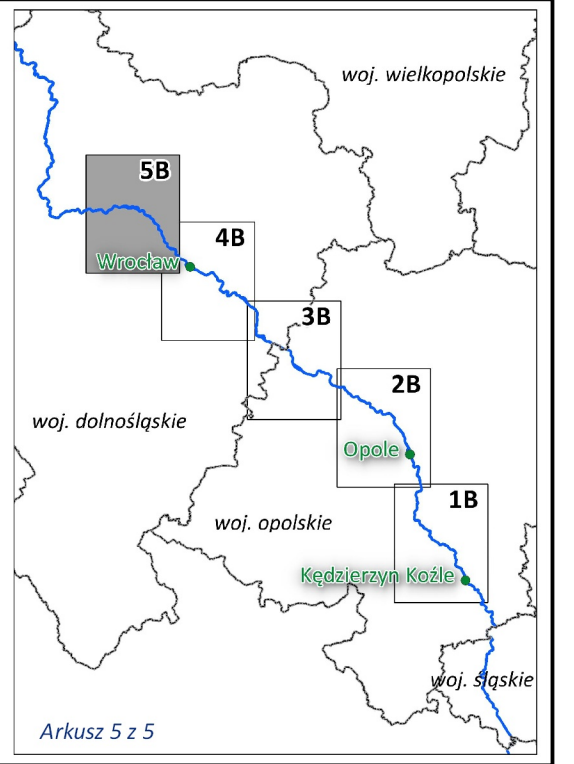 woj. wielkopolskie
5B
4B
Wrocław
3B
2B
woj. dolnośląskie
Opole
1B
woj. opolskie
Kędzierzyn Koźle
woj. śląskie
Arkusz 5 z 5